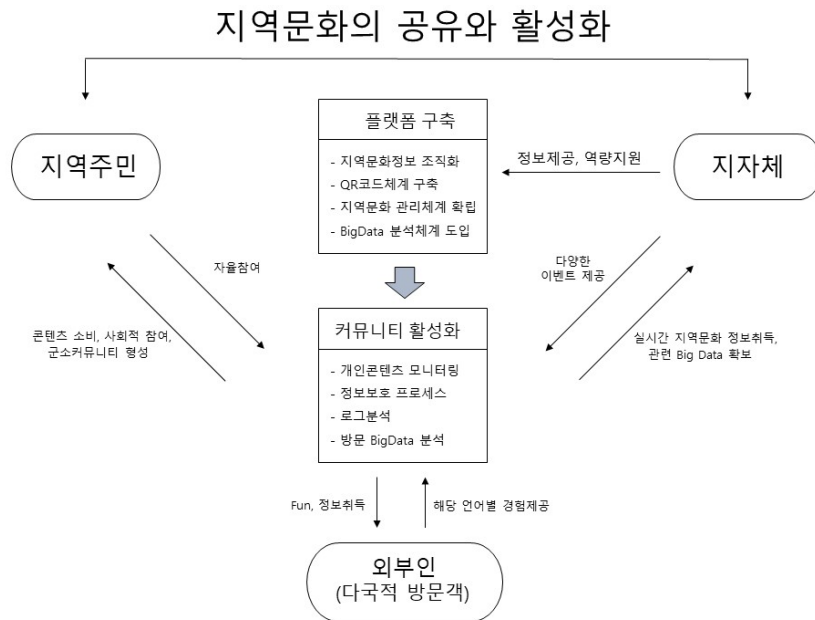 지역문화의 공유와 활성화
플랫폼 구축
- 지역문화정보 조직화
- QR코드체계 구축
- 지역문화 관리체계 확립
- BigData 분석체계 도입
지역주민
정보제공, 역량지원
지자체
자율참여
다양한
이벤트 제공
콘텐츠 소비, 사회적 참여,
군소커뮤니티 형성
커뮤니티 활성화
- 개인콘텐츠 모니터링
- 정보보호 프로세스
- 로그분석
- 방문 BigData 분석
실시간 지역문화 정보취득,
관련 Big Data 확보
Fun, 정보취득
해당 언어별 경험제공
외부인
(다국적 방문객)